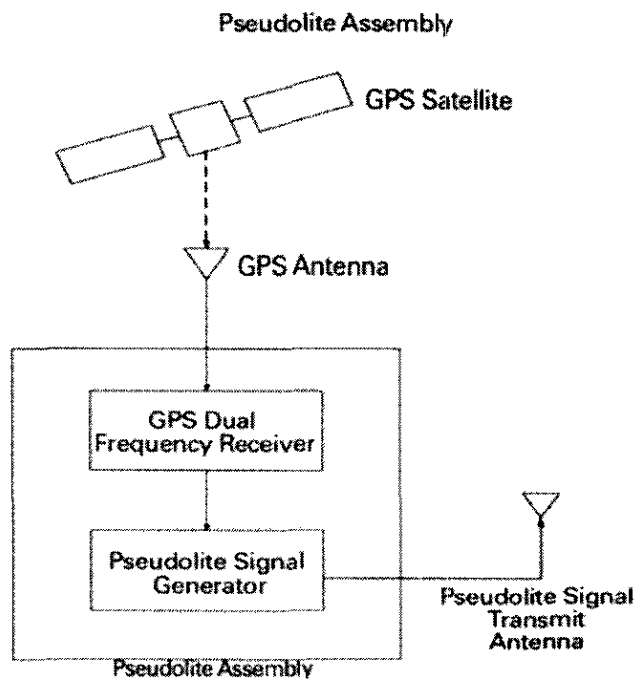 Pseudolite Assembly
GPS Satellite
GPS Antenna
GPS Dual
Frequency Receiver
Pseudolite Signal
Generator
Pseudolite Signal
Transmit
Antenna
Pseudolite Assembly